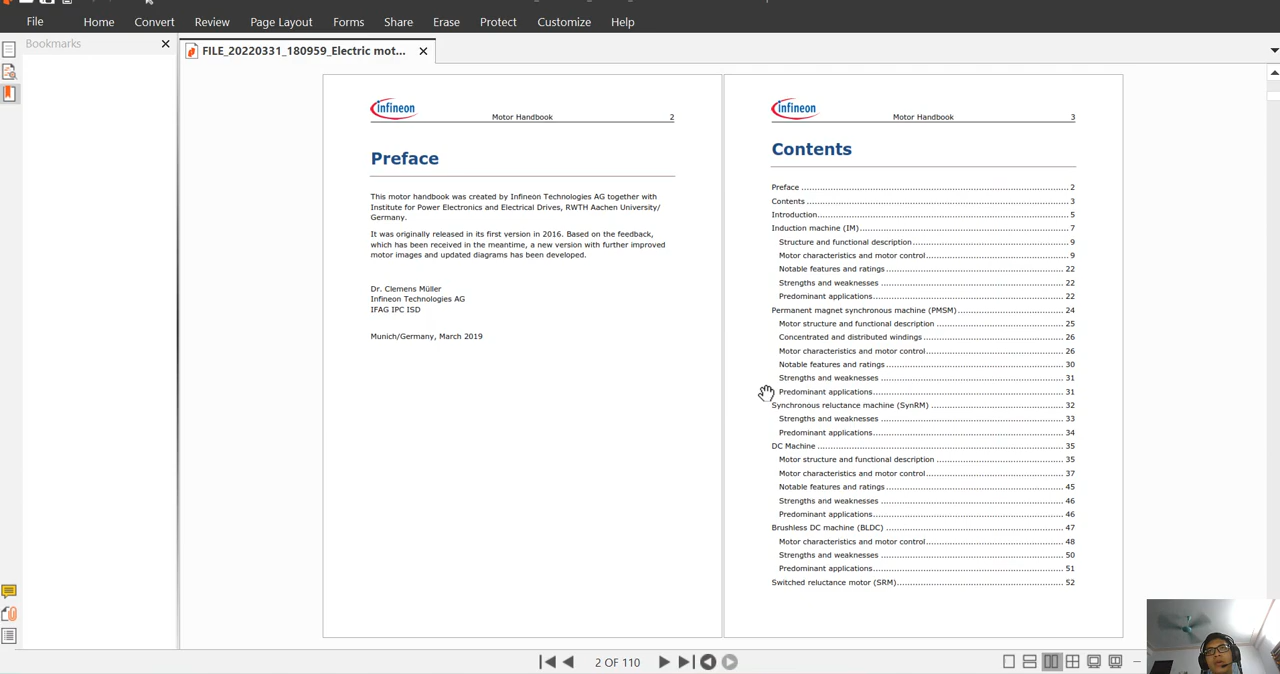 File Home Convert Review Page Layout Forms Share Erase Protect Customize Help
Bookmarks
FILE_20220331_180959_Electric mot...
infineon
Motor Handbook 2
Preface
This motor handbook was created by Infineon Technologies AG together with
Institute for Power Electronics and Electrical Drives, RWTH Aachen University/
Germany.
It was originally released in its first version in 2016. Based on the feedback,
which has been received in the meantime, a new version with further improved
motor images and updated diagrams has been developed.
Dr. Clemens Müller
Infineon Technologies AG
IFAG IPC ISD
Munich/Germany, March 2019
infineon
Motor Handbook 3
Contents
Preface ... 2
Contents ... 3
Introduction ... 5
Induction machine (IM) ... 7
Structure and functional description ... 9
Motor characteristics and motor control ... 9
Notable features and ratings ... 22
Strengths and weaknesses ... 22
Predominant applications ... 22
Permanent magnet synchronous machine (PMSM) ... 24
Motor structure and functional description ... 25
Concentrated and distributed windings ... 26
Motor characteristics and motor control ... 26
Notable features and ratings ... 30
Strengths and weaknesses ... 31
Predominant applications ... 31
Synchronous reluctance machine (SynRM) ... 32
Strengths and weaknesses ... 33
Predominant applications ... 34
DC Machine ... 35
Motor structure and functional description ... 35
Motor characteristics and motor control ... 37
Notable features and ratings ... 45
Strengths and weaknesses ... 46
Predominant applications ... 46
Brushless DC machine (BLDC) ... 47
Motor characteristics and motor control ... 48
Strengths and weaknesses ... 50
Predominant applications ... 51
Switched reluctance motor (SRM) ... 52
2 OF 110